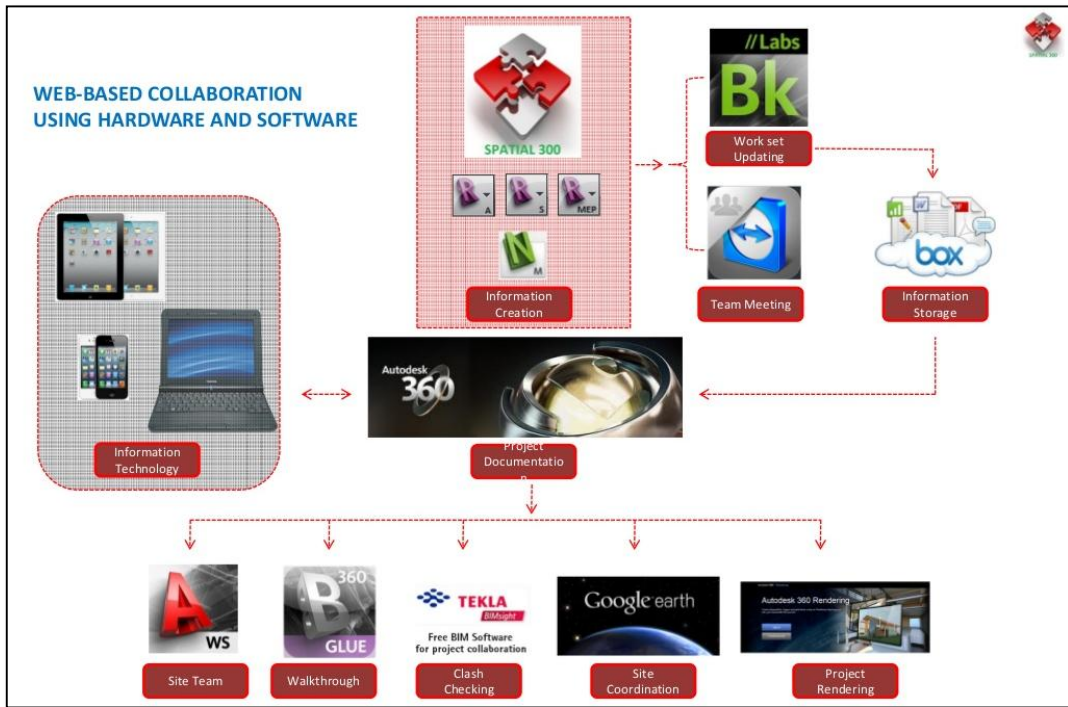 WEB-BASED COLLABORATION
USING HARDWARE AND SOFTWARE
SPATIAL 300
A
S
MEP
N
M
Information
Creation
//Labs
Bk
Work set
Updating
Team Meeting
box
Information
Storage
SPATIAL 300
Information
Technology
Autodesk
360
Project
Documentatio
n
WS
Site Team
360
B
GLUE
Walkthrough
TEKLA
BIMsight
Free BIM Software
for project collaboration
Clash
Checking
Google earth
Site
Coordination
Autodesk 360 Rendering
Project
Rendering